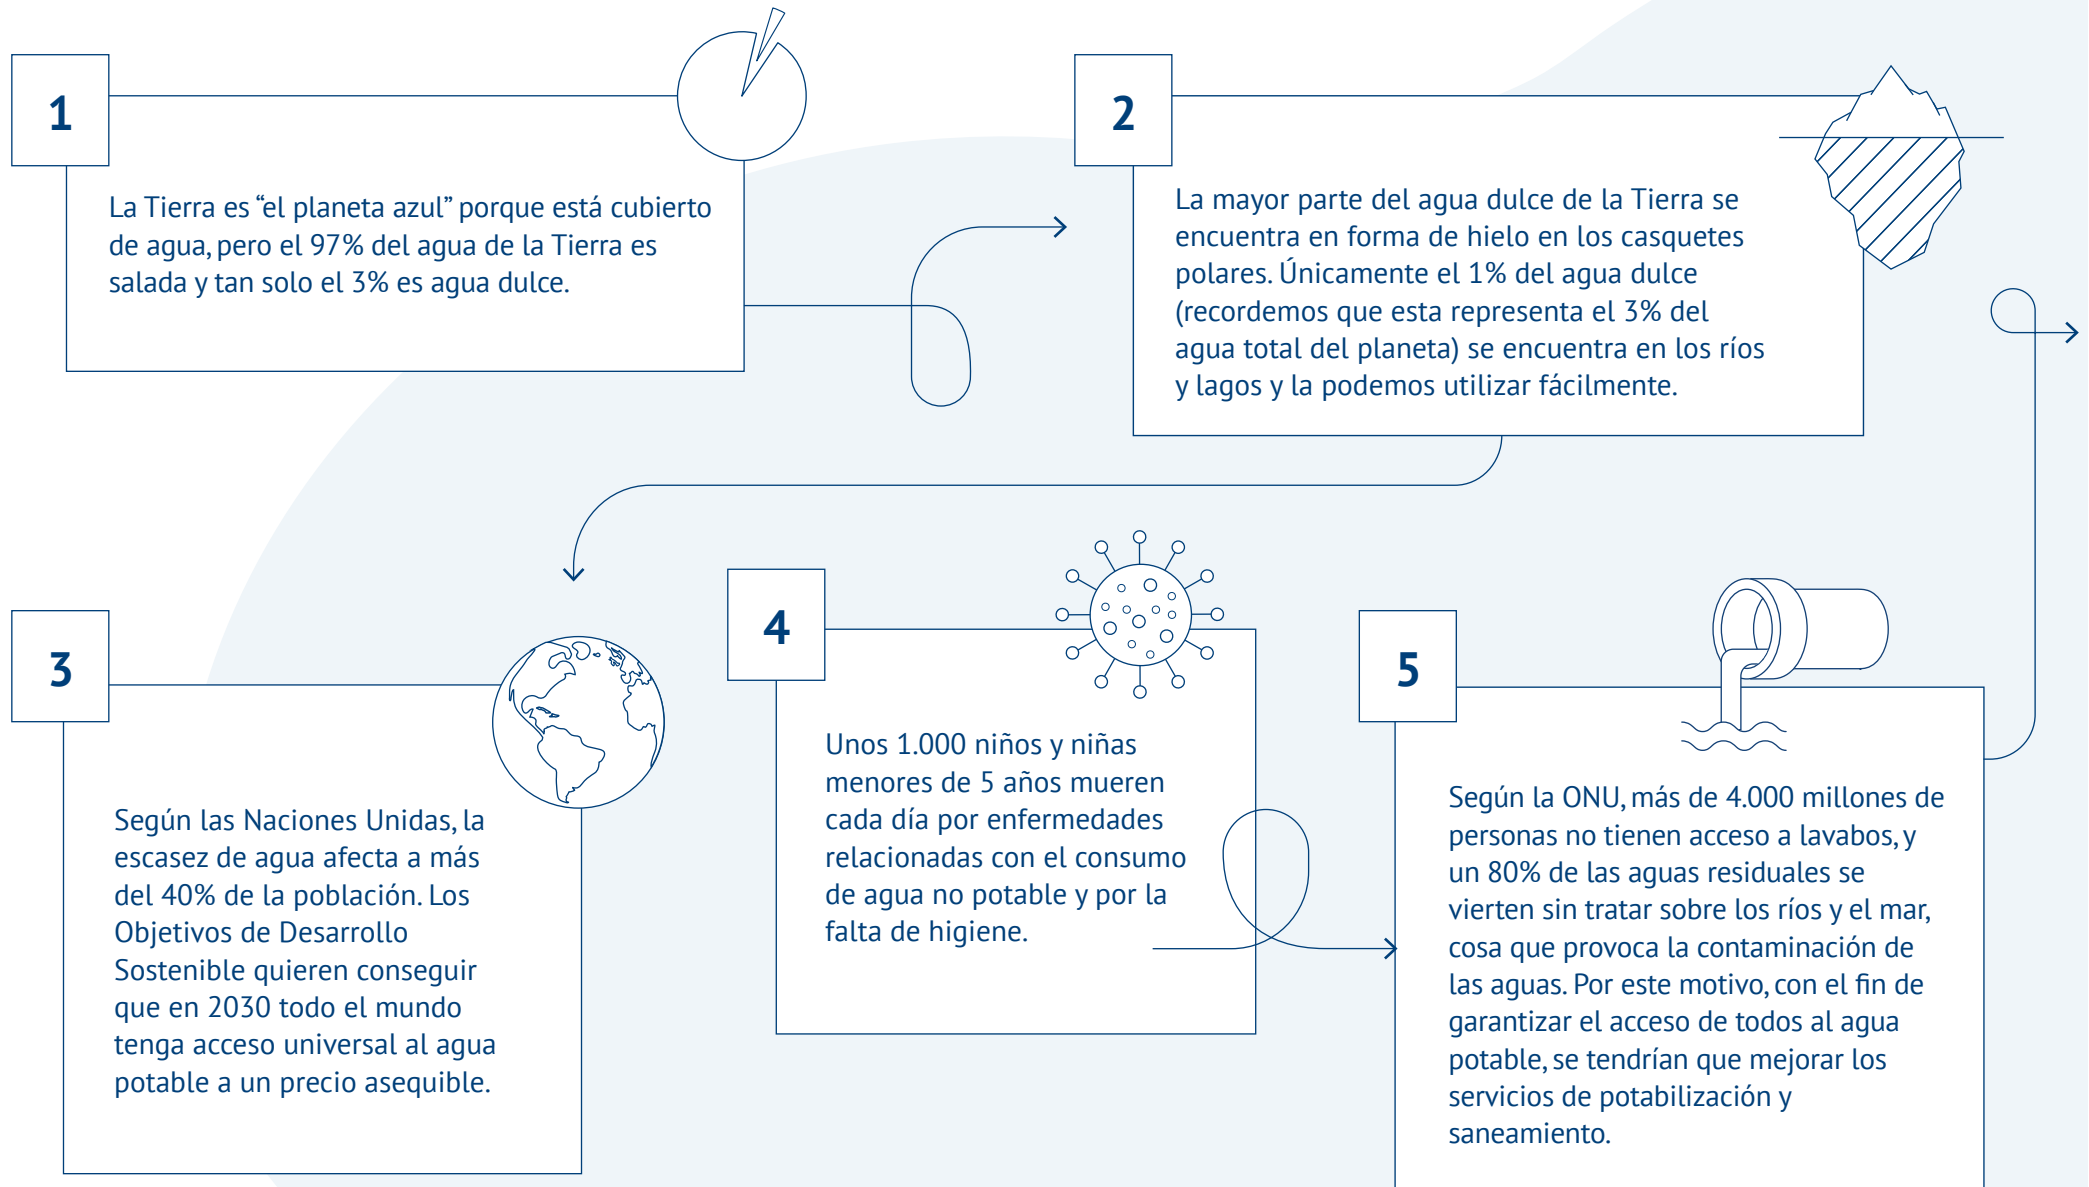 1
La Tierra es “el planeta azul” porque está cubierto
de agua, pero el 97% del agua de la Tierra es
salada y tan solo el 3% es agua dulce.
2
La mayor parte del agua dulce de la Tierra se
encuentra en forma de hielo en los casquetes
polares. Únicamente el 1% del agua dulce
(recordemos que esta representa el 3% del
agua total del planeta) se encuentra en los ríos
y lagos y la podemos utilizar fácilmente.
3
Según las Naciones Unidas, la
escasez de agua afecta a más
del 40% de la población. Los
Objetivos de Desarrollo
Sostenible quieren conseguir
que en 2030 todo el mundo
tenga acceso universal al agua
potable a un precio asequible.
4
Unos 1.000 niños y niñas
menores de 5 años mueren
cada día por enfermedades
relacionadas con el consumo
de agua no potable y por la
falta de higiene.
5
Según la ONU, más de 4.000 millones de
personas no tienen acceso a lavabos, y
un 80% de las aguas residuales se
vierten sin tratar sobre los ríos y el mar,
cosa que provoca la contaminación de
las aguas. Por este motivo, con el fin de
garantizar el acceso de todos al agua
potable, se tendrían que mejorar los
servicios de potabilización y
saneamiento.